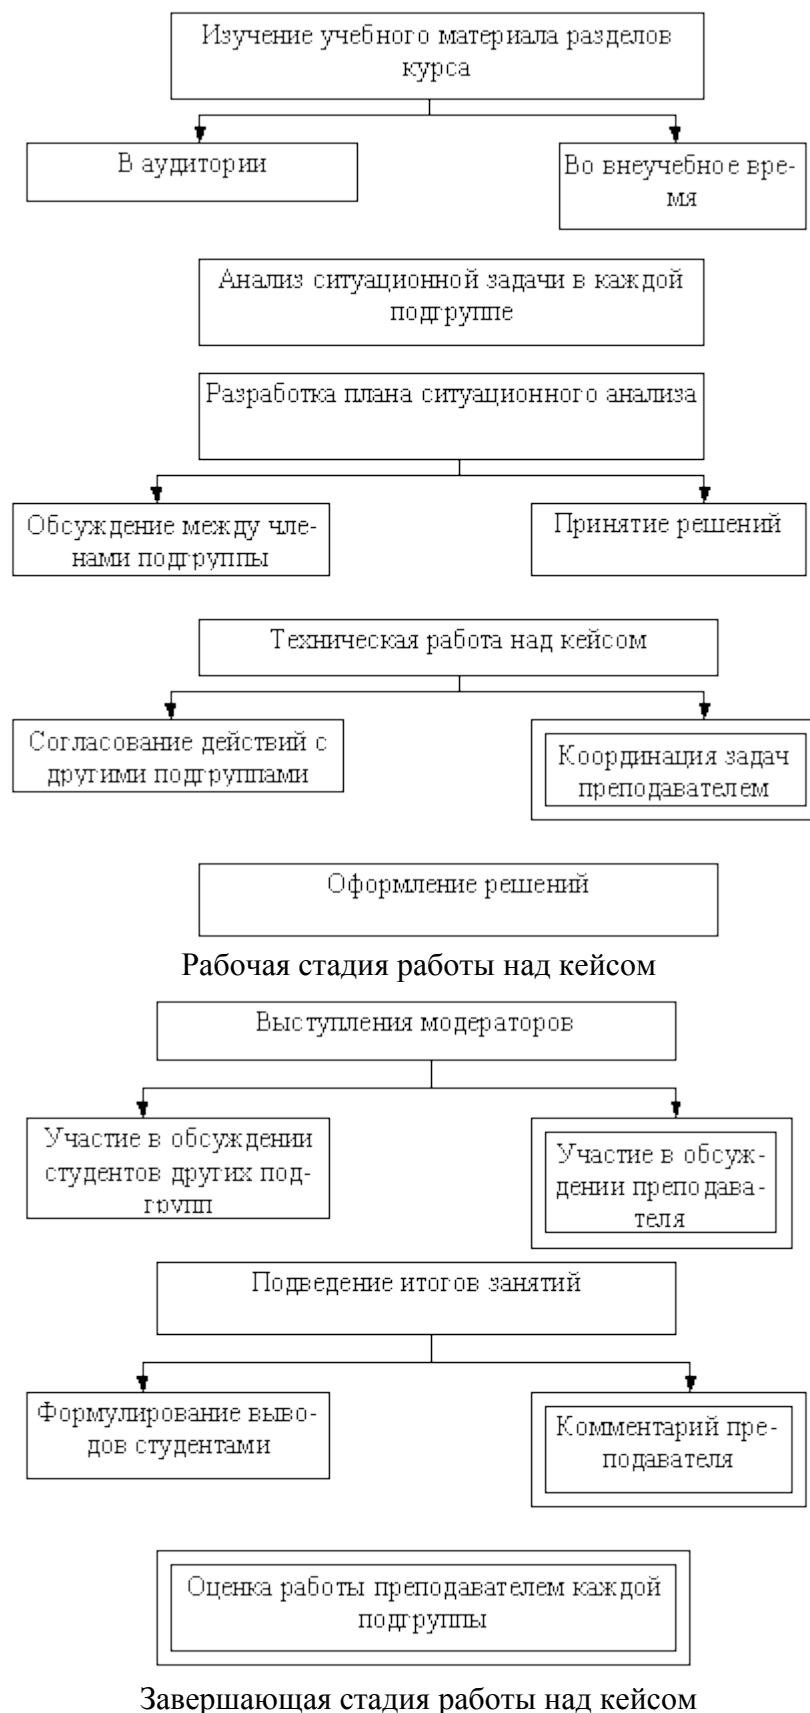 Изучение учебного материала разделов
курса
В аудитории
Во внеучебное вре-
мя
Анализ ситуационной задачи в каждой
подгруппе
Разработка плана ситуационного анализа
Обсуждение между чле-
нами подгруппы
Принятие решений
Техническая работа над кейсом
Согласование действий с
другими подгруппами
Координация задач
преподавателем
Оформление решений
Рабочая стадия работы над кейсом
Выступления модераторов
Участие в обсуждении
студентов других под-
групп
Участие в обсуж-
дении преподава-
теля
Подведение итогов занятий
Формулирование выво-
дов студентами
Комментарий пре-
подавателя
Оценка работы преподавателем каждой
подгруппы
Завершающая стадия работы над кейсом